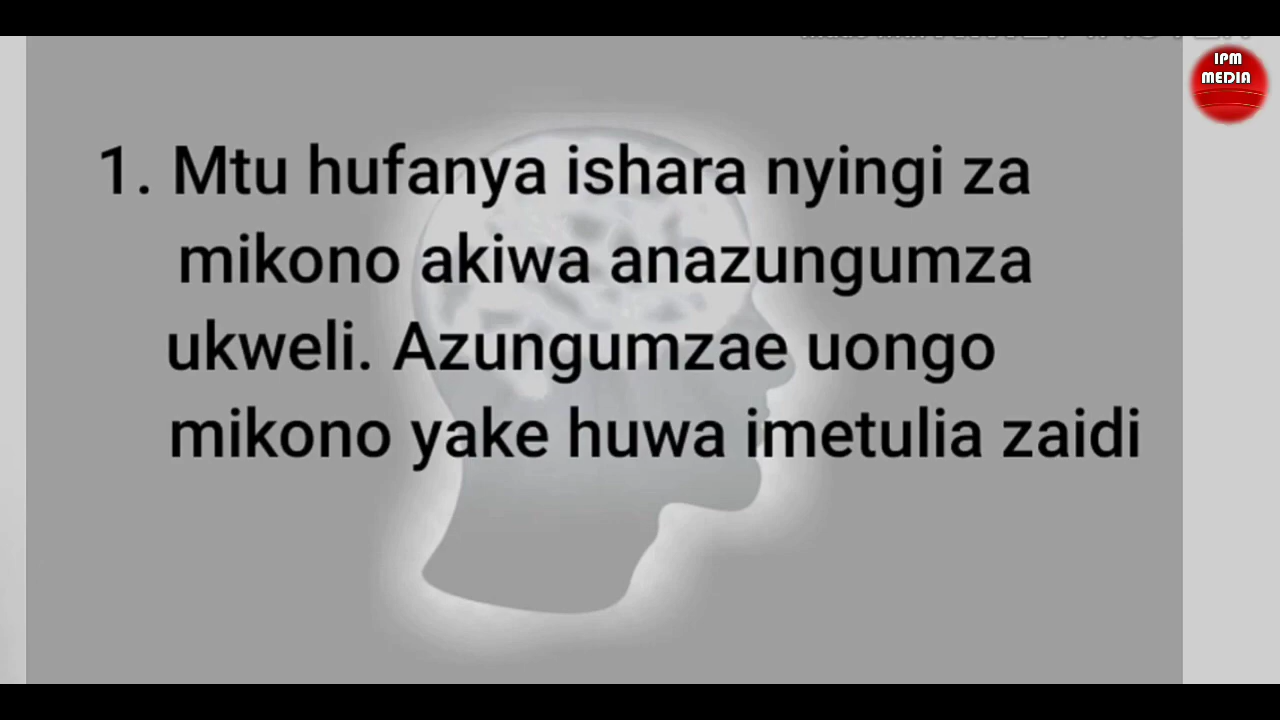 IPM
MEDIA
1. Mtu hufanya ishara nyingi za
mikono akiwa anazungumza
ukweli. Azungumzae uongo
mikono yake huwa imetulia zaidi